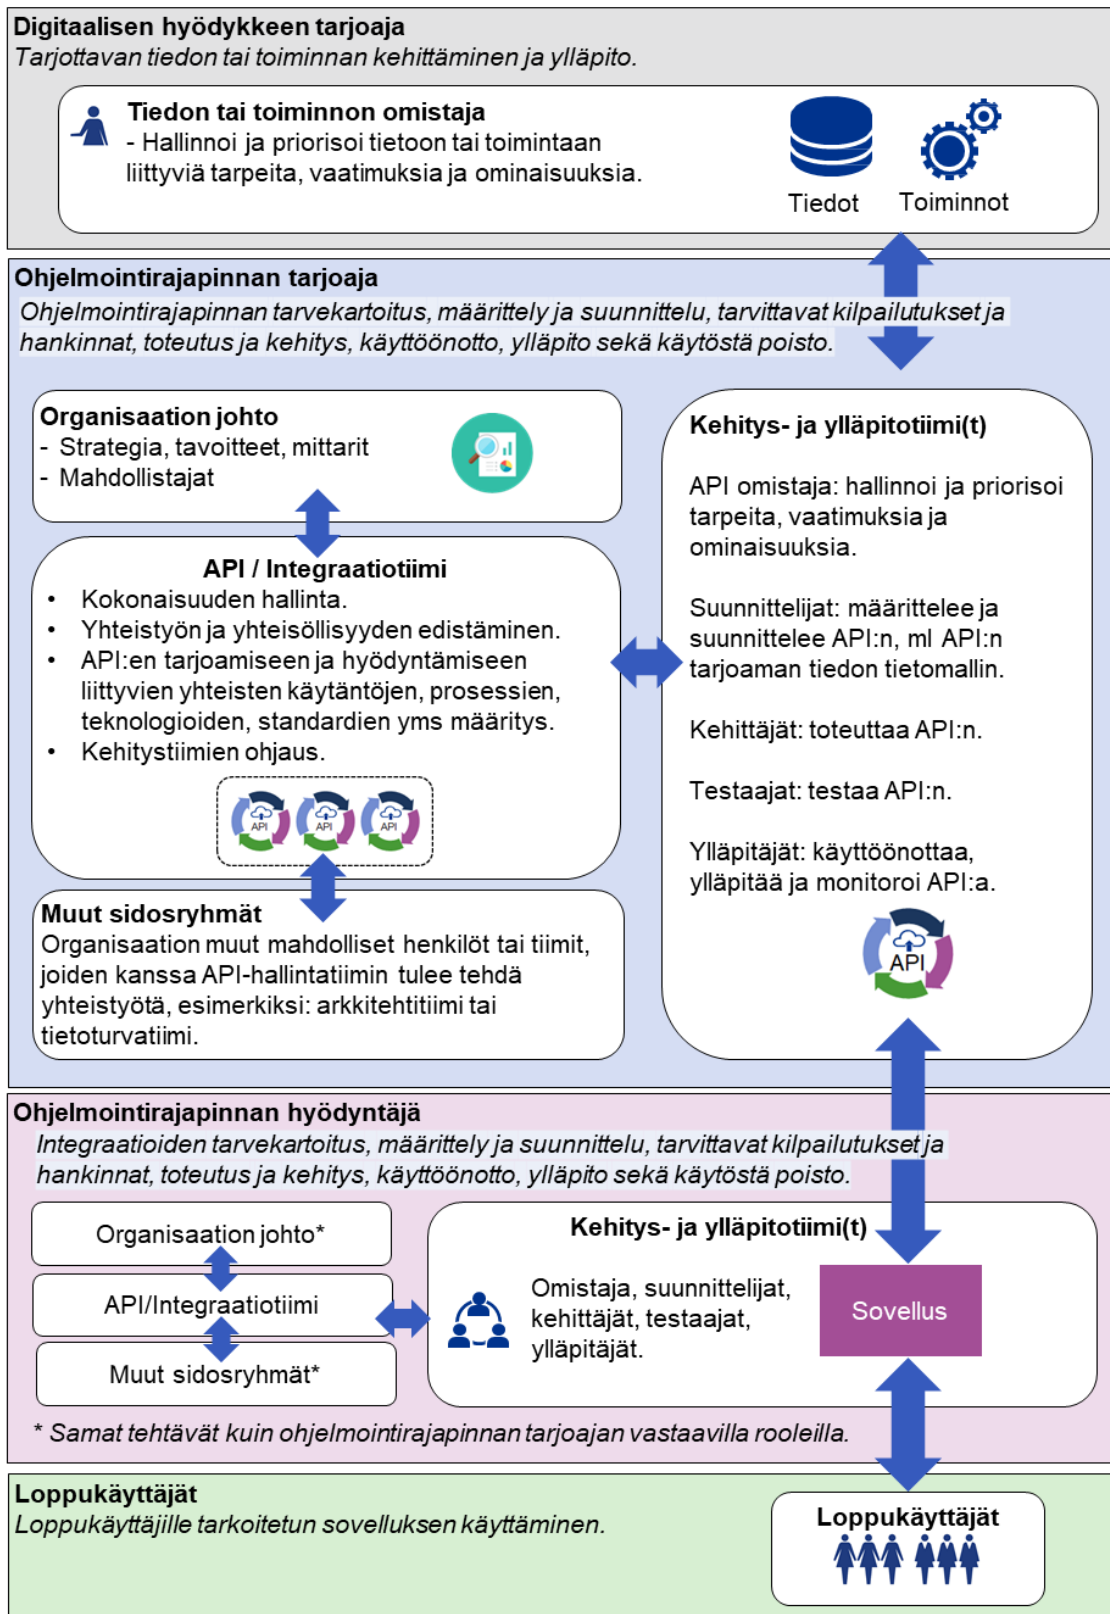 Digitaalisen hyödykkeen tarjoaja
Tarjottavan tiedon tai toiminnan kehittäminen ja ylläpito.
Tiedon tai toiminnon omistaja
- Hallinnoi ja priorisoi tietoon tai toimintaan
liittyviä tarpeita, vaatimuksia ja ominaisuuksia.
Tiedot
Toiminnot
Ohjelmointirajapinnan tarjoaja
Ohjelmointirajapinnan tarvekartoitus, määrittely ja suunnittelu, tarvittavat kilpailutukset ja
hankinnat, toteutus ja kehitys, käyttöönotto, ylläpito sekä käytöstä poisto.
Organisaation johto
- Strategia, tavoitteet, mittarit
- Mahdollistajat
API / Integraatiotiimi
• Kokonaisuuden hallinta.
• Yhteistyön ja yhteisöllisyyden edistäminen.
• API:en tarjoamiseen ja hyödyntämiseen
liittyvien yhteisten käytäntöjen, prosessien,
teknologioiden, standardien yms määritys.
• Kehitystiimien ohjaus.
API
API
API
Muut sidosryhmät
Organisaation muut mahdolliset henkilöt tai tiimit,
joiden kanssa API-hallintatiimin tulee tehdä
yhteistyötä, esimerkiksi: arkkitehtitiimi tai
tietoturvatiimi.
Kehitys- ja ylläpitotiimi(t)
API omistaja: hallinnoi ja priorisoi
tarpeita, vaatimuksia ja
ominaisuuksia.
Suunnittelijat: määrittelee ja
suunnittelee API:n, ml API:n
tarjoaman tiedon tietomallin.
Kehittäjät: toteuttaa API:n.
Testaajat: testaa API:n.
Ylläpitäjät: käyttöönottaa,
ylläpitää ja monitoroi API:a.
API
Ohjelmointirajapinnan hyödyntäjä
Integraatioiden tarvekartoitus, määrittely ja suunnittelu, tarvittavat kilpailutukset ja
hankinnat, toteutus ja kehitys, käyttöönotto, ylläpito sekä käytöstä poisto.
Organisaation johto*
API/Integraatiotiimi
Muut sidosryhmät*
Kehitys- ja ylläpitotiimi(t)
Omistaja, suunnittelijat,
kehittäjät, testaajat,
ylläpitäjät.
Sovellus
* Samat tehtävät kuin ohjelmointirajapinnan tarjoajan vastaavilla rooleilla.
Loppukäyttäjät
Loppukäyttäjille tarkoitetun sovelluksen käyttäminen.
Loppukäyttäjät